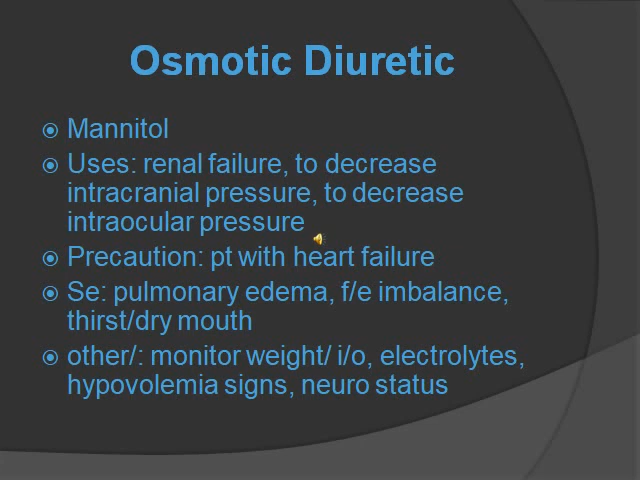 Osmotic Diuretic
Mannitol
Uses: renal failure, to decrease
intracranial pressure, to decrease
intraocular pressure
Precaution: pt with heart failure
Se: pulmonary edema, f/e imbalance,
thirst/dry mouth
other/: monitor weight/ i/o, electrolytes,
hypovolemia signs, neuro status